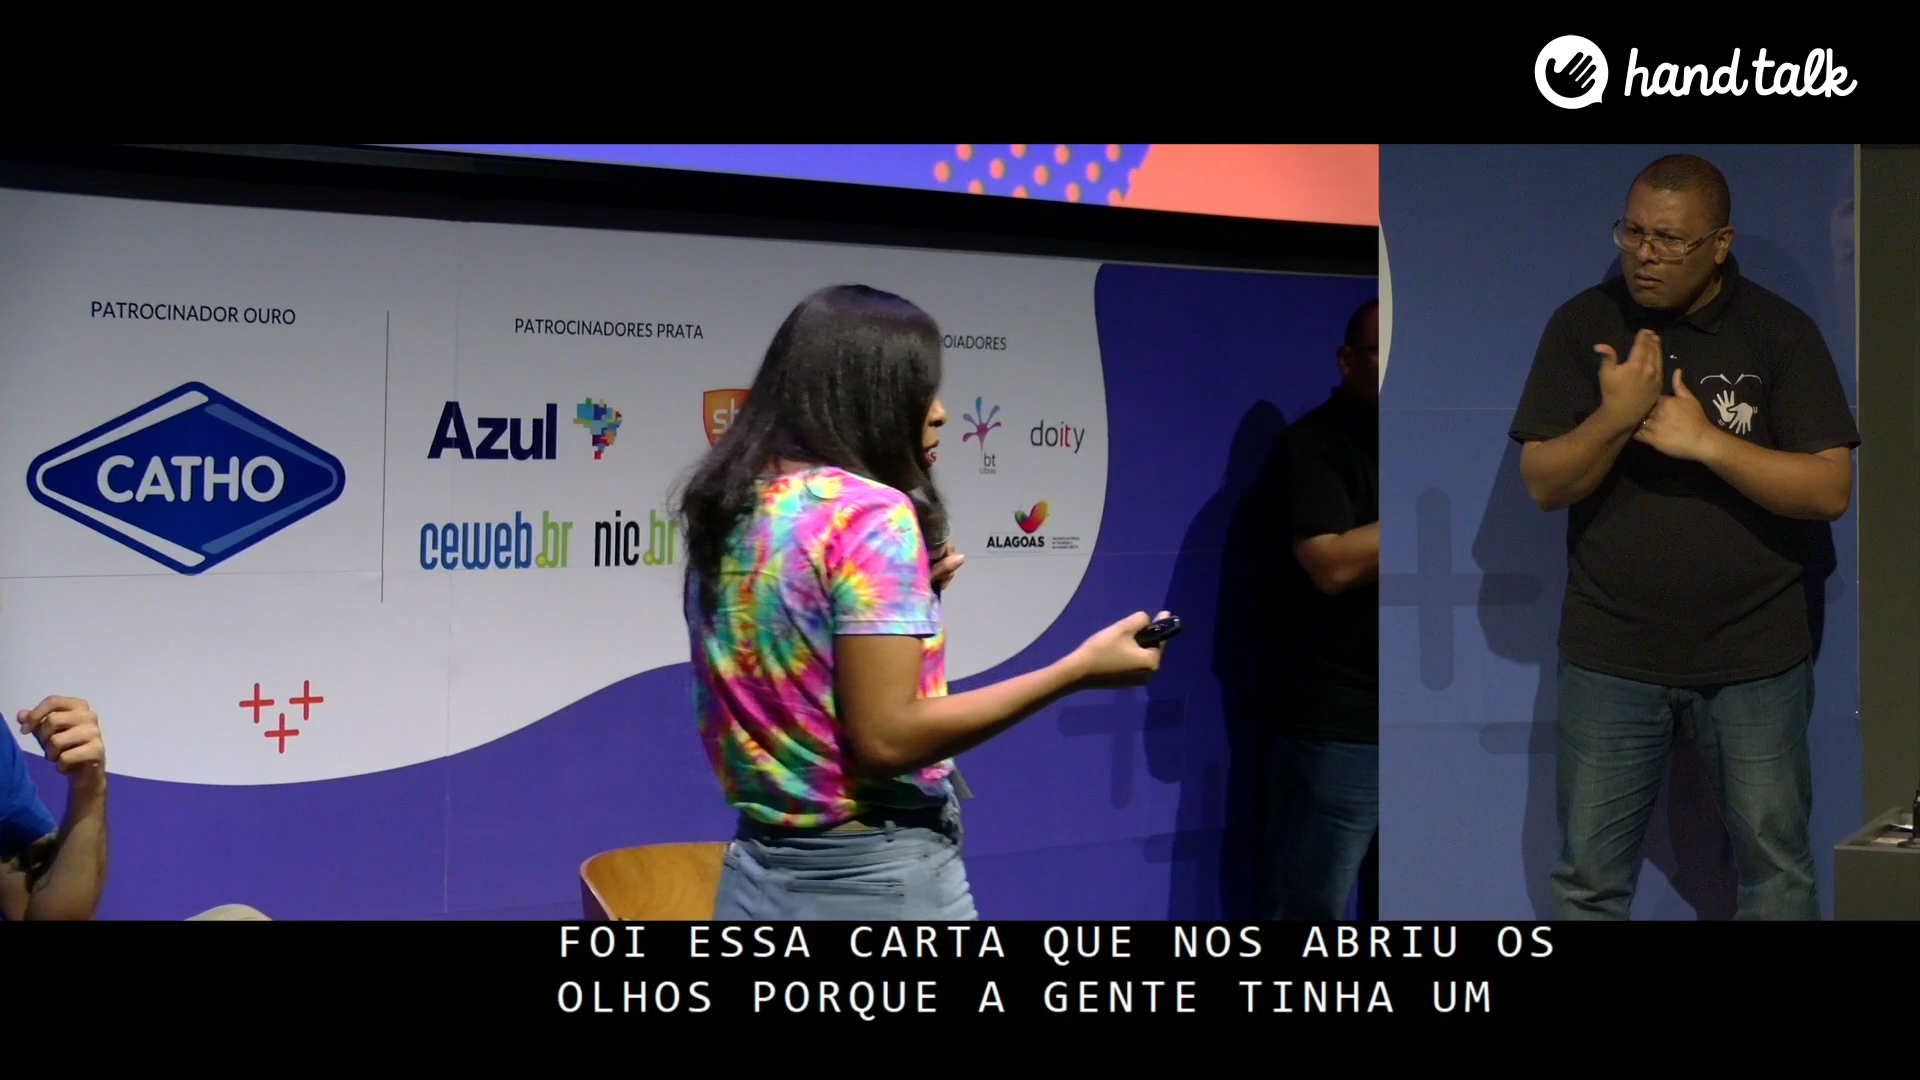 hand talk
PATROCINADOR OURO
PATROCINADORES PRATA
OIADORES
CATHO
Azul
bt
doity
ceweb.br nic.br
ALAGOAS
FOI ESSA CARTA QUE NOS ABRIU OS
OLHOS PORQUE A GENTE TINHA UM